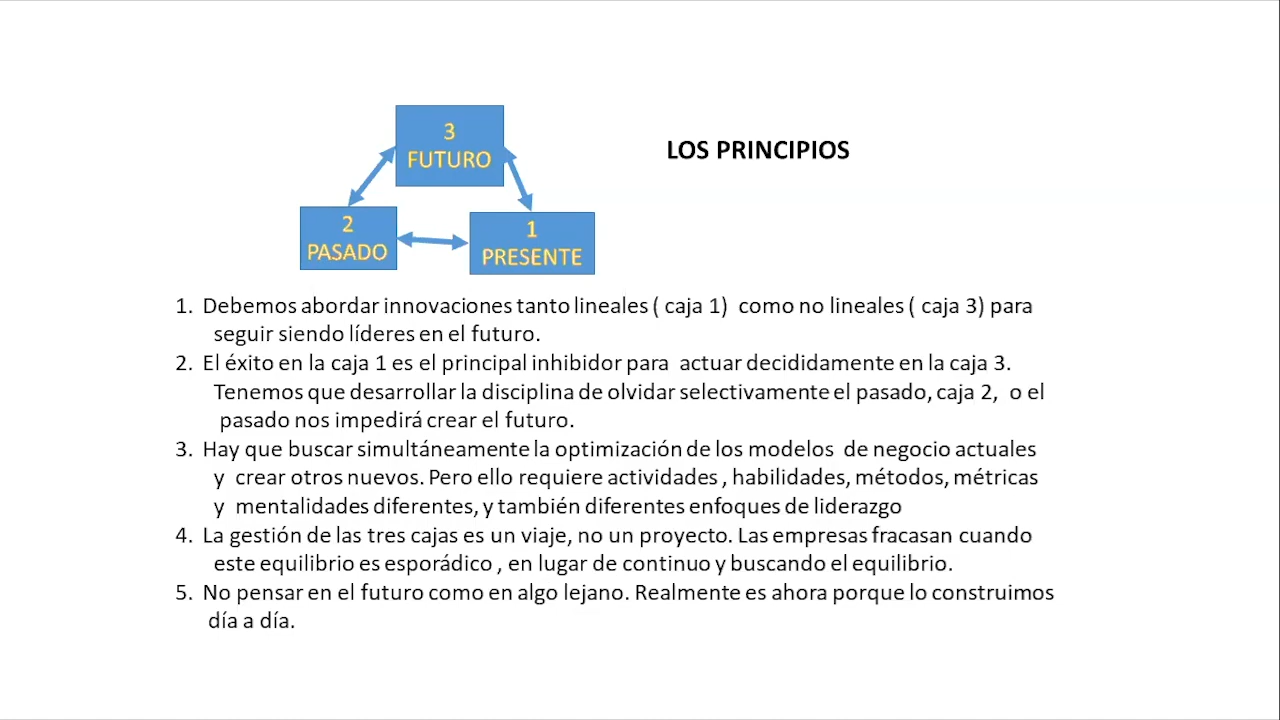 3
FUTURO
LOS PRINCIPIOS
2
PASADO
1
PRESENTE
1. Debemos abordar innovaciones tanto lineales ( caja 1) como no lineales ( caja 3) para
seguir siendo líderes en el futuro.
2. El éxito en la caja 1 es el principal inhibidor para actuar decididamente en la caja 3.
Tenemos que desarrollar la disciplina de olvidar selectivamente el pasado, caja 2, o el
pasado nos impedirá crear el futuro.
3. Hay que buscar simultáneamente la optimización de los modelos de negocio actuales
y crear otros nuevos. Pero ello requiere actividades , habilidades, métodos, métricas
y mentalidades diferentes, y también diferentes enfoques de liderazgo
4. La gestión de las tres cajas es un viaje, no un proyecto. Las empresas fracasan cuando
este equilibrio es esporádico , en lugar de continuo y buscando el equilibrio.
5. No pensar en el futuro como en algo lejano. Realmente es ahora porque lo construimos
día a día.